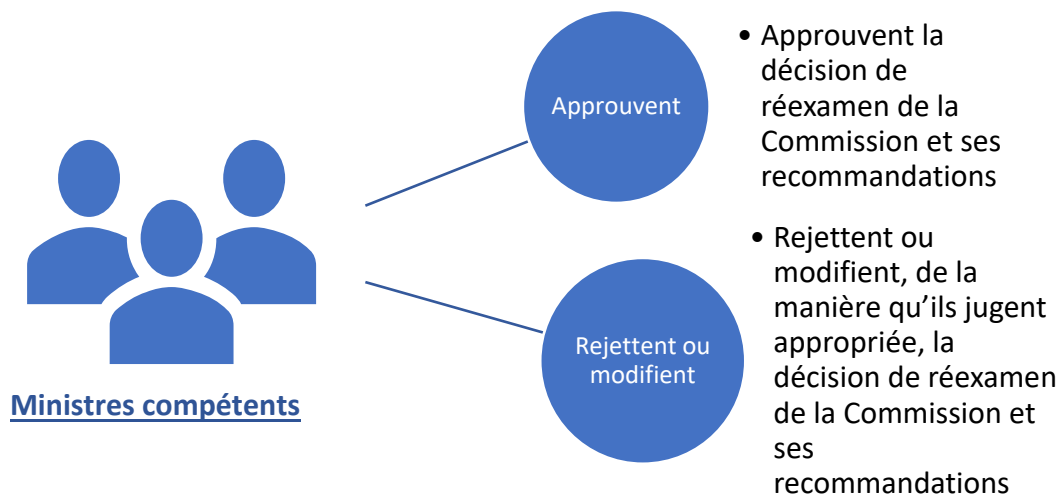 Approuvent
• Approuvent la
décision de
réexamen de la
Commission et ses
recommandations
Ministres compétents
Rejettent ou
modifient
• Rejettent ou
modifient, de la
manière qu’ils jugent
appropriée, la
décision de réexamen
de la Commission et
ses
recommandations